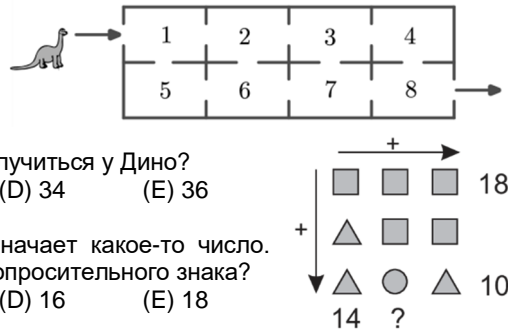 1 2 3 4
5 6 7 8
лучиться у Дино?
(D) 34 (E) 36
+
18
+
начает какое-то число.
опросительного знака?
10
(D) 16 (E) 18
14 ?